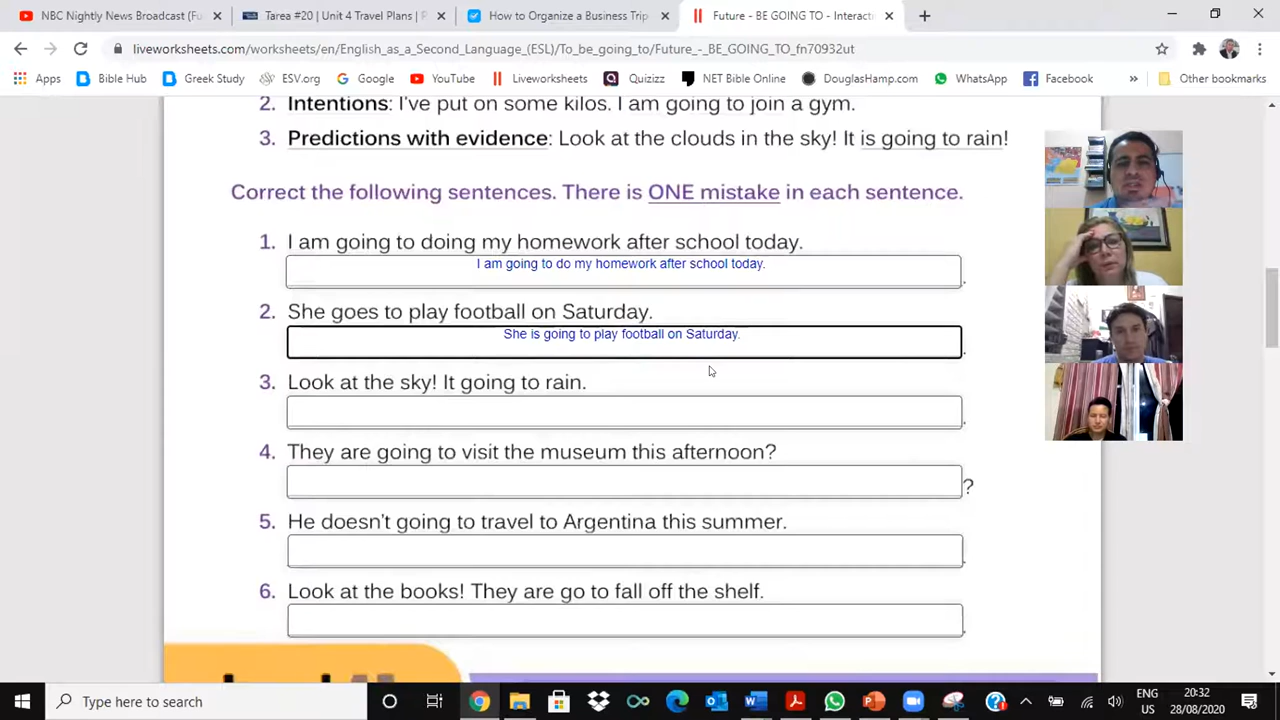 NBC Nightly News Broadcast (Fu
Tarea #20 | Unit 4 Travel Plans | R
How to Organize a Business Trip
Future - BE GOING TO - Interact
liveworksheets.com/worksheets/en/English_as_a_Second_Language_(ESL)/To_be_going_to/Future_-_BE_GOING_TO_fn70932ut
Apps Bible Hub Greek Study ESV.org Google YouTube Liveworksheets Quizizz NET Bible Online DouglasHamp.com WhatsApp Facebook » Other bookmarks
2. Intentions: I've put on some kilos. I am going to join a gym.
3. Predictions with evidence: Look at the clouds in the sky! It is going to rain!
Correct the following sentences. There is ONE mistake in each sentence.
1. I am going to doing my homework after school today.
I am going to do my homework after school today.
.
2. She goes to play football on Saturday.
She is going to play football on Saturday.
.
3. Look at the sky! It going to rain.
.
4. They are going to visit the museum this afternoon?
?
5. He doesn't going to travel to Argentina this summer.
.
6. Look at the books! They are go to fall off the shelf.
.
Type here to search
ENG
US
20:32
28/08/2020